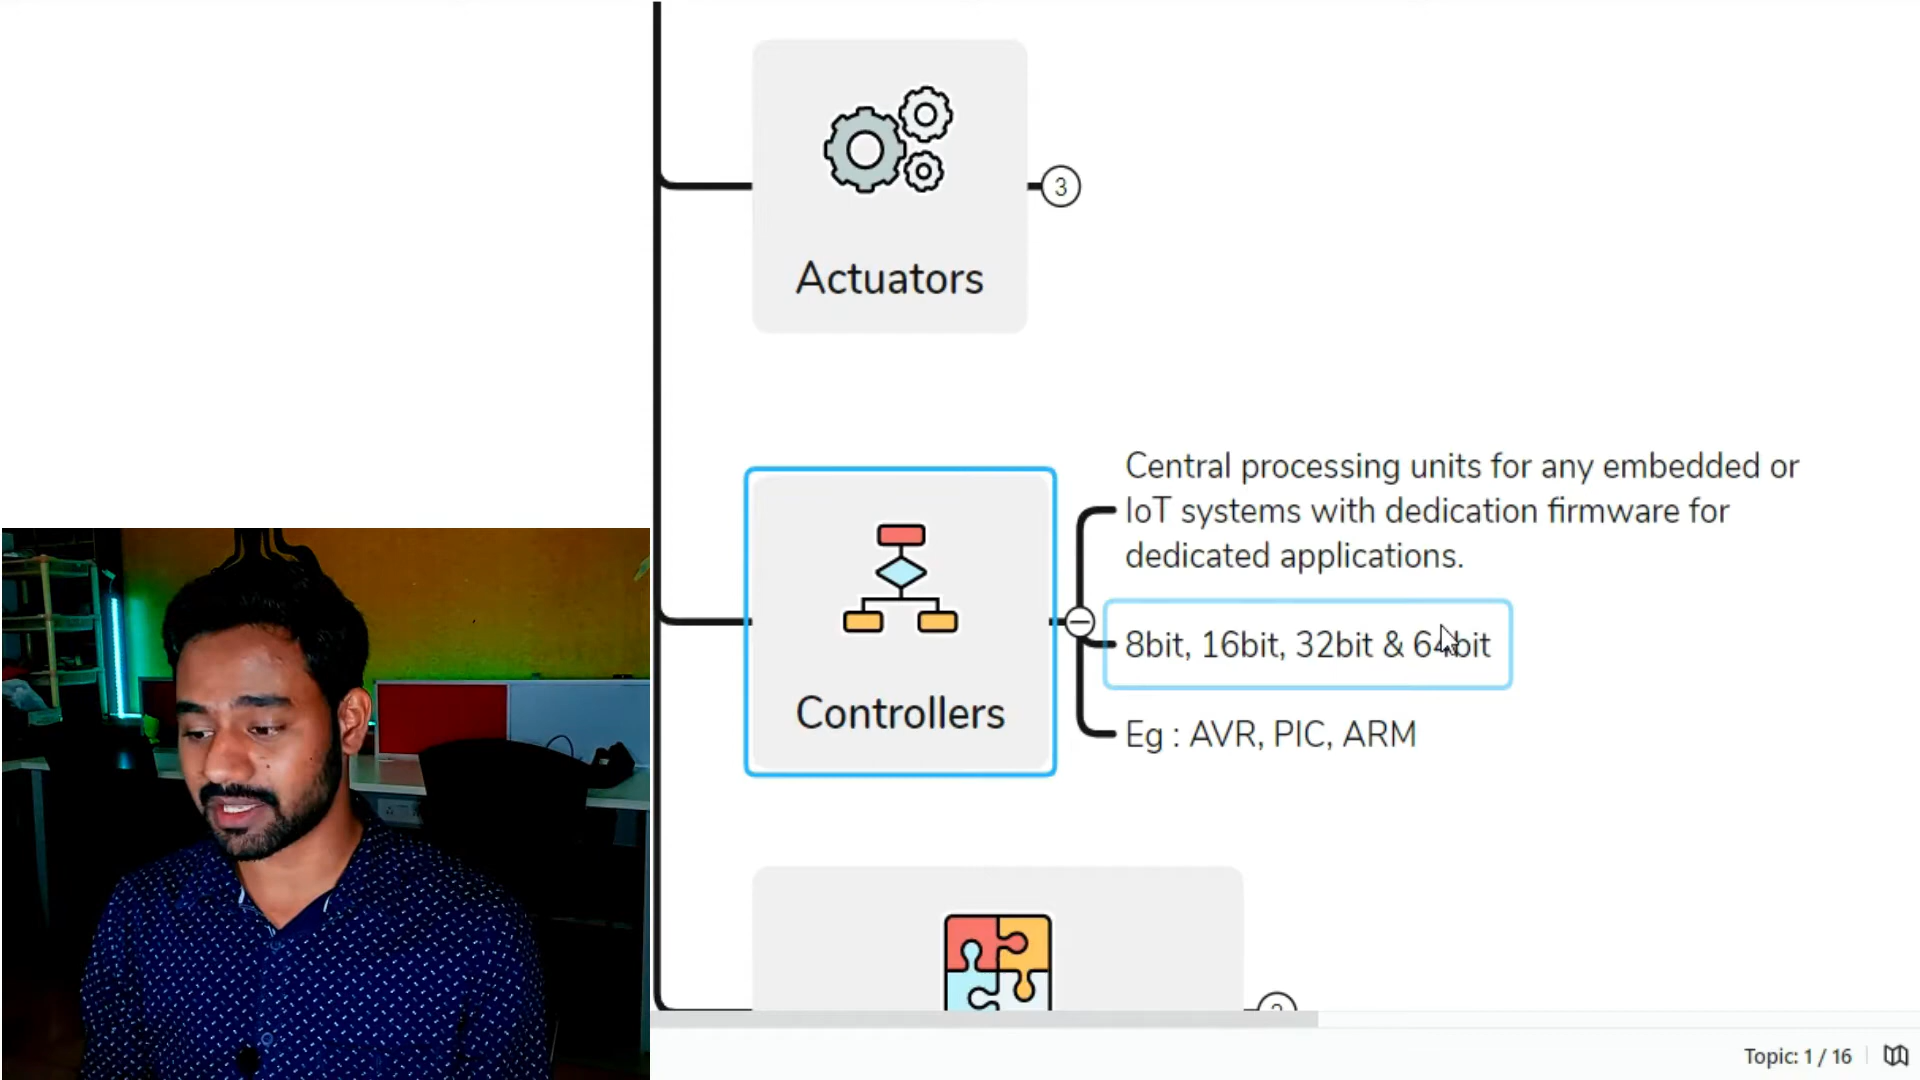 3
Actuators
Central processing units for any embedded or
IoT systems with dedication firmware for
dedicated applications.
8bit, 16bit, 32bit & 64bit
Controllers
Eg : AVR, PIC, ARM
Topic: 1 / 16